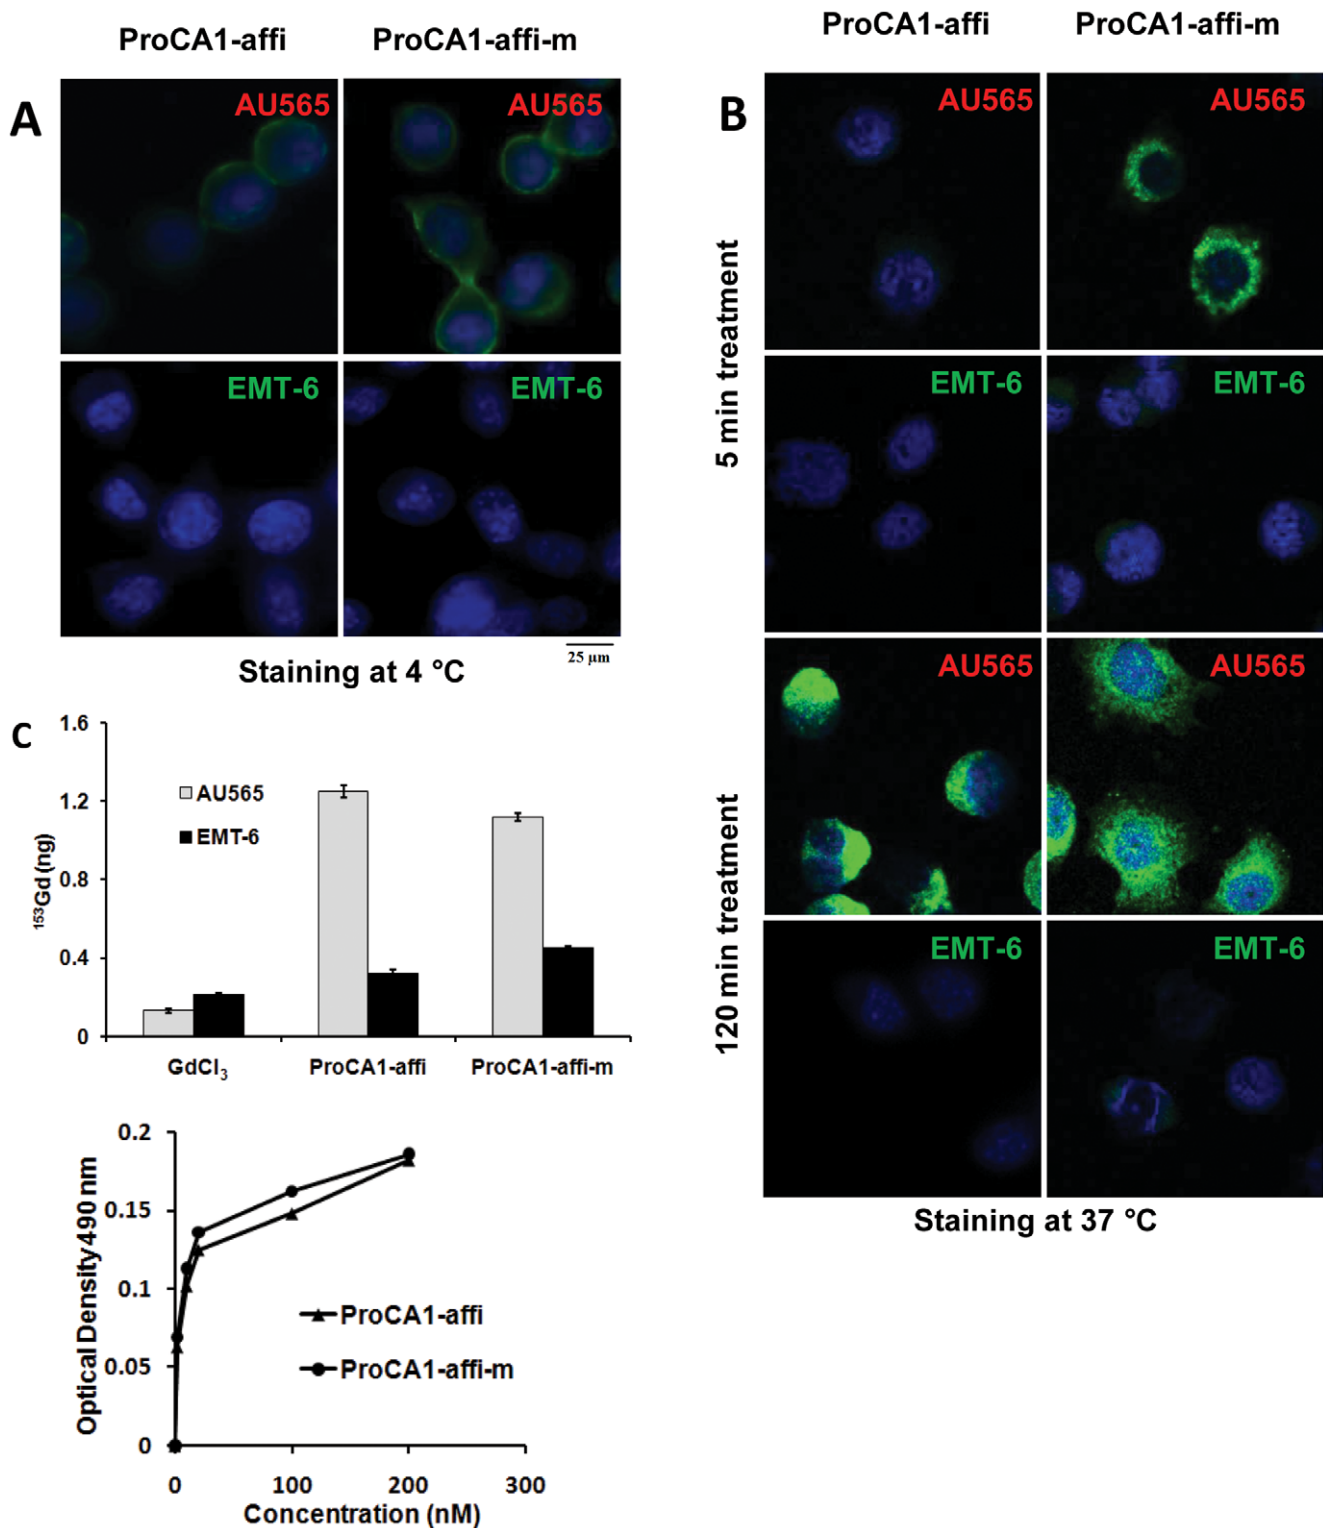 ProCA1-affi
ProCA1-affi-m
A
AU565
AU565
EMT-6
EMT-6
25 µm
Staining at 4 °C
ProCA1-affi
ProCA1-affi-m
B
5 min treatment
AU565
AU565
EMT-6
EMT-6
120 min treatment
AU565
AU565
EMT-6
EMT-6
Staining at 37 °C
C
¹⁵³Gd (ng)
1.6
1.2
0.8
0.4
0
AU565
EMT-6
GdCl₃
ProCA1-affi
ProCA1-affi-m
Optical Density 490 nm
0.2
0.15
0.1
0.05
0
ProCA1-affi
ProCA1-affi-m
0
100
200
300
Concentration (nM)